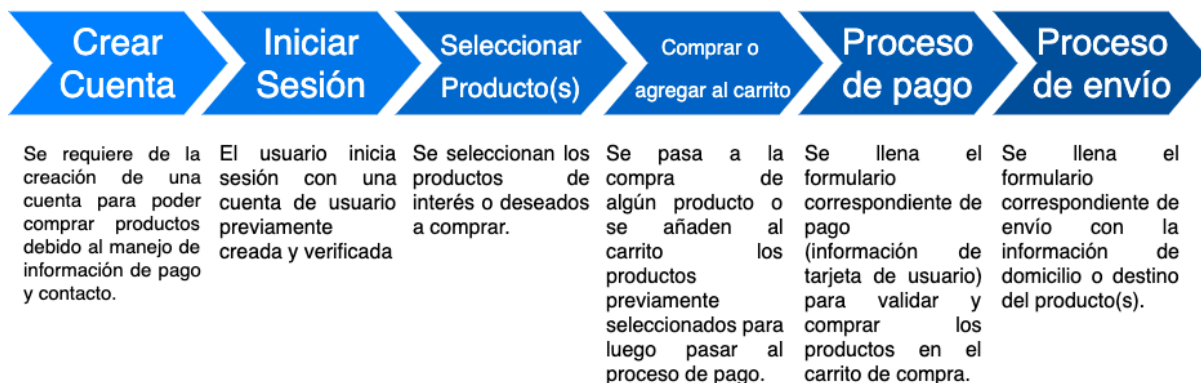 Crear
Cuenta
Iniciar
Sesión
Seleccionar
Producto(s)
Comprar o
agregar al carrito
Proceso
de pago
Proceso
de envío
Se requiere de la
creación de una
cuenta para poder
comprar productos
debido al manejo de
información de pago
y contacto.
El usuario inicia
sesión con una
cuenta de usuario
previamente
creada y verificada
Se seleccionan los
productos de
interés o deseados
a comprar.
Se pasa a la
compra de
algún producto o
se añaden al
carrito los
productos
previamente
seleccionados para
luego pasar al
proceso de pago.
Se llena el
formulario
correspondiente de
pago
(información de
tarjeta de usuario)
para validar y
comprar los
productos en el
carrito de compra.
Se llena el
formulario
correspondiente de
envío con la
información de
domicilio o destino
del producto(s).